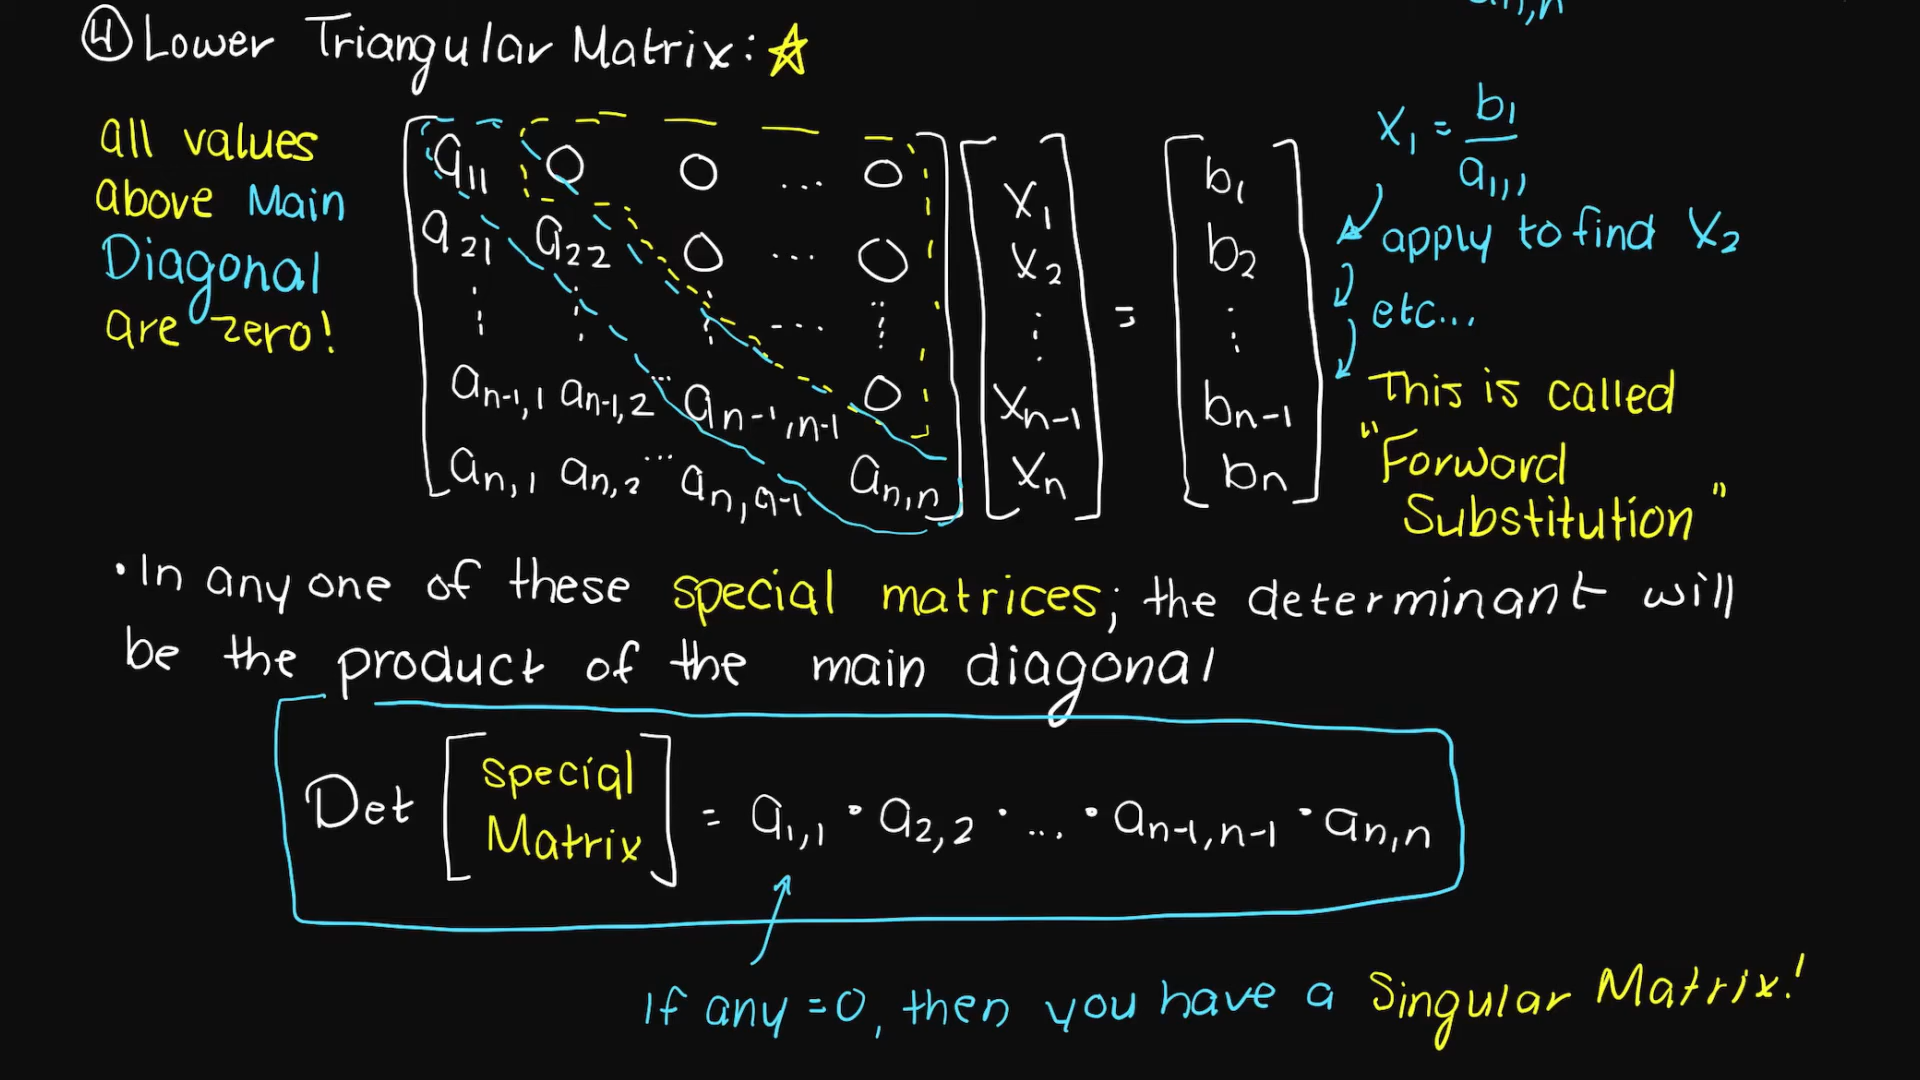 ④ Lower Triangular Matrix: ☆
all values
above Main
Diagonal
are zero!
a11 0 0 ... 0
a21 a22 0 ... 0
⋮ ⋮ ⋮ ... ⋮
an-1,1 an-1,2 ... an-1,n-1 0
an,1 an,2 ... an,n-1 an,n
x1
x2
⋮
xn-1
xn
=
b1
b2
⋮
bn-1
bn
x1 = b1 / a1,1
apply to find x2
etc...
This is called
"Forward
Substitution"
• In any one of these special matrices; the determinant will
be the product of the main diagonal
Det [special Matrix] = a1,1 · a2,2 · ... · an-1,n-1 · an,n
If any =0, then you have a Singular Matrix!